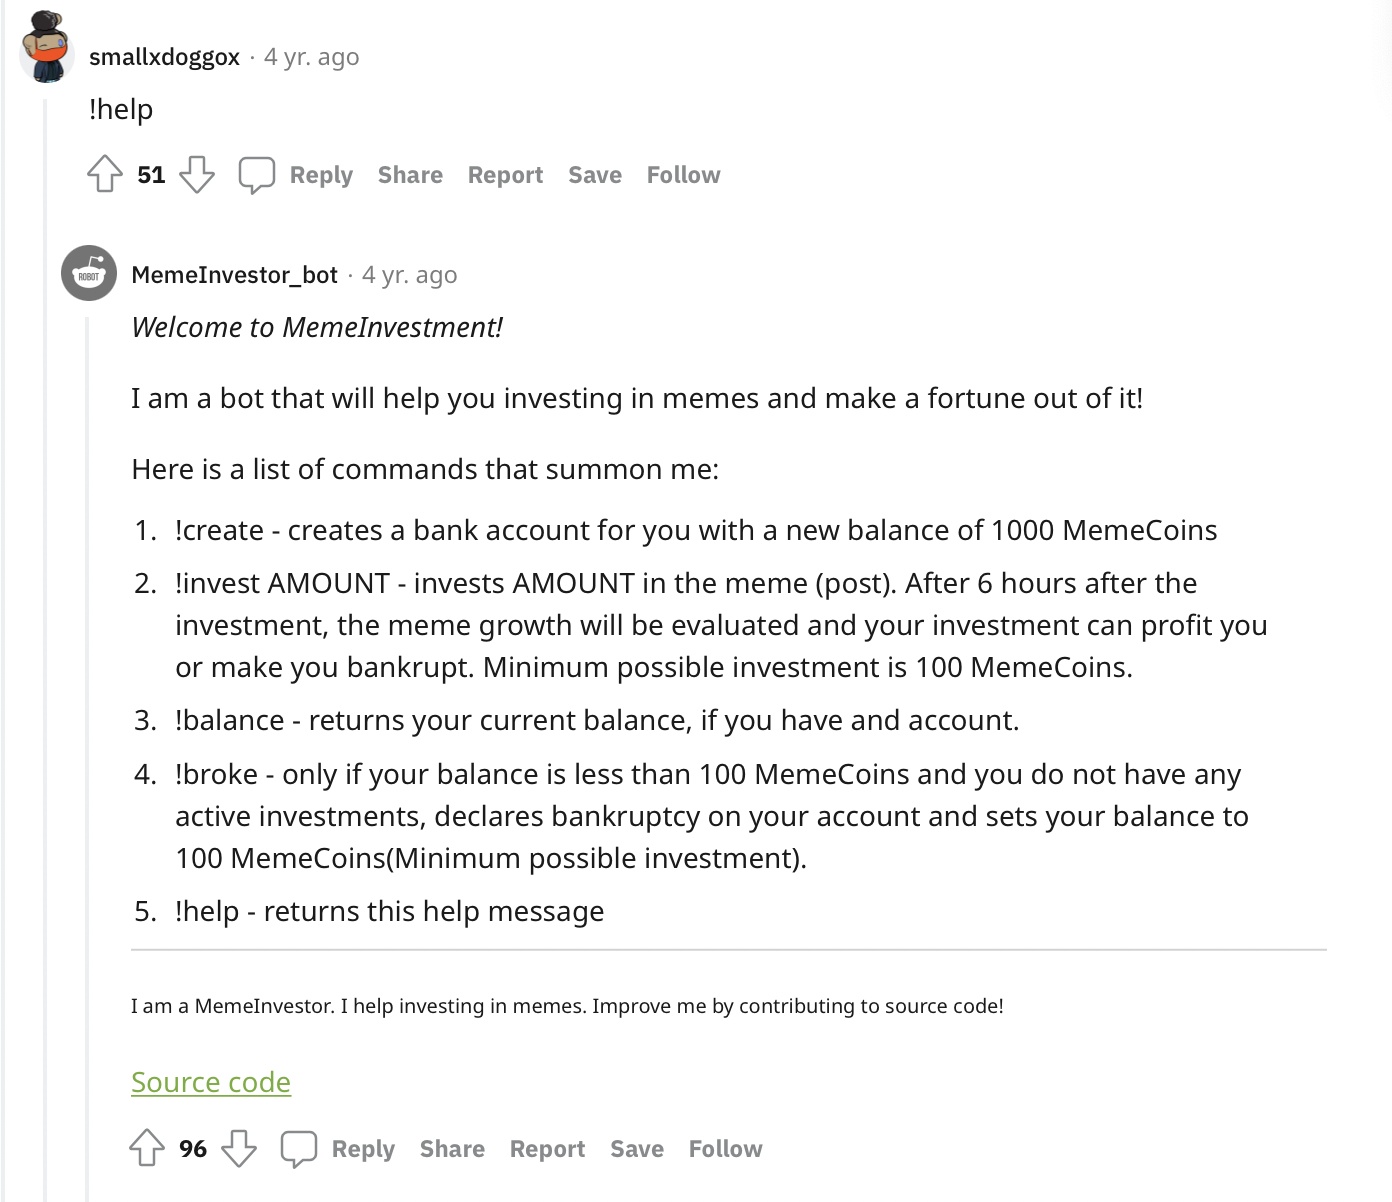 smallxdoggox · 4 yr. ago
!help
51 Reply Share Report Save Follow
ROBOT
MemeInvestor_bot · 4 yr. ago
Welcome to MemeInvestment!
I am a bot that will help you investing in memes and make a fortune out of it!
Here is a list of commands that summon me:
1. !create - creates a bank account for you with a new balance of 1000 MemeCoins
2. !invest AMOUNT - invests AMOUNT in the meme (post). After 6 hours after the
investment, the meme growth will be evaluated and your investment can profit you
or make you bankrupt. Minimum possible investment is 100 MemeCoins.
3. !balance - returns your current balance, if you have and account.
4. !broke - only if your balance is less than 100 MemeCoins and you do not have any
active investments, declares bankruptcy on your account and sets your balance to
100 MemeCoins(Minimum possible investment).
5. !help - returns this help message
I am a MemeInvestor. I help investing in memes. Improve me by contributing to source code!
Source code
96 Reply Share Report Save Follow